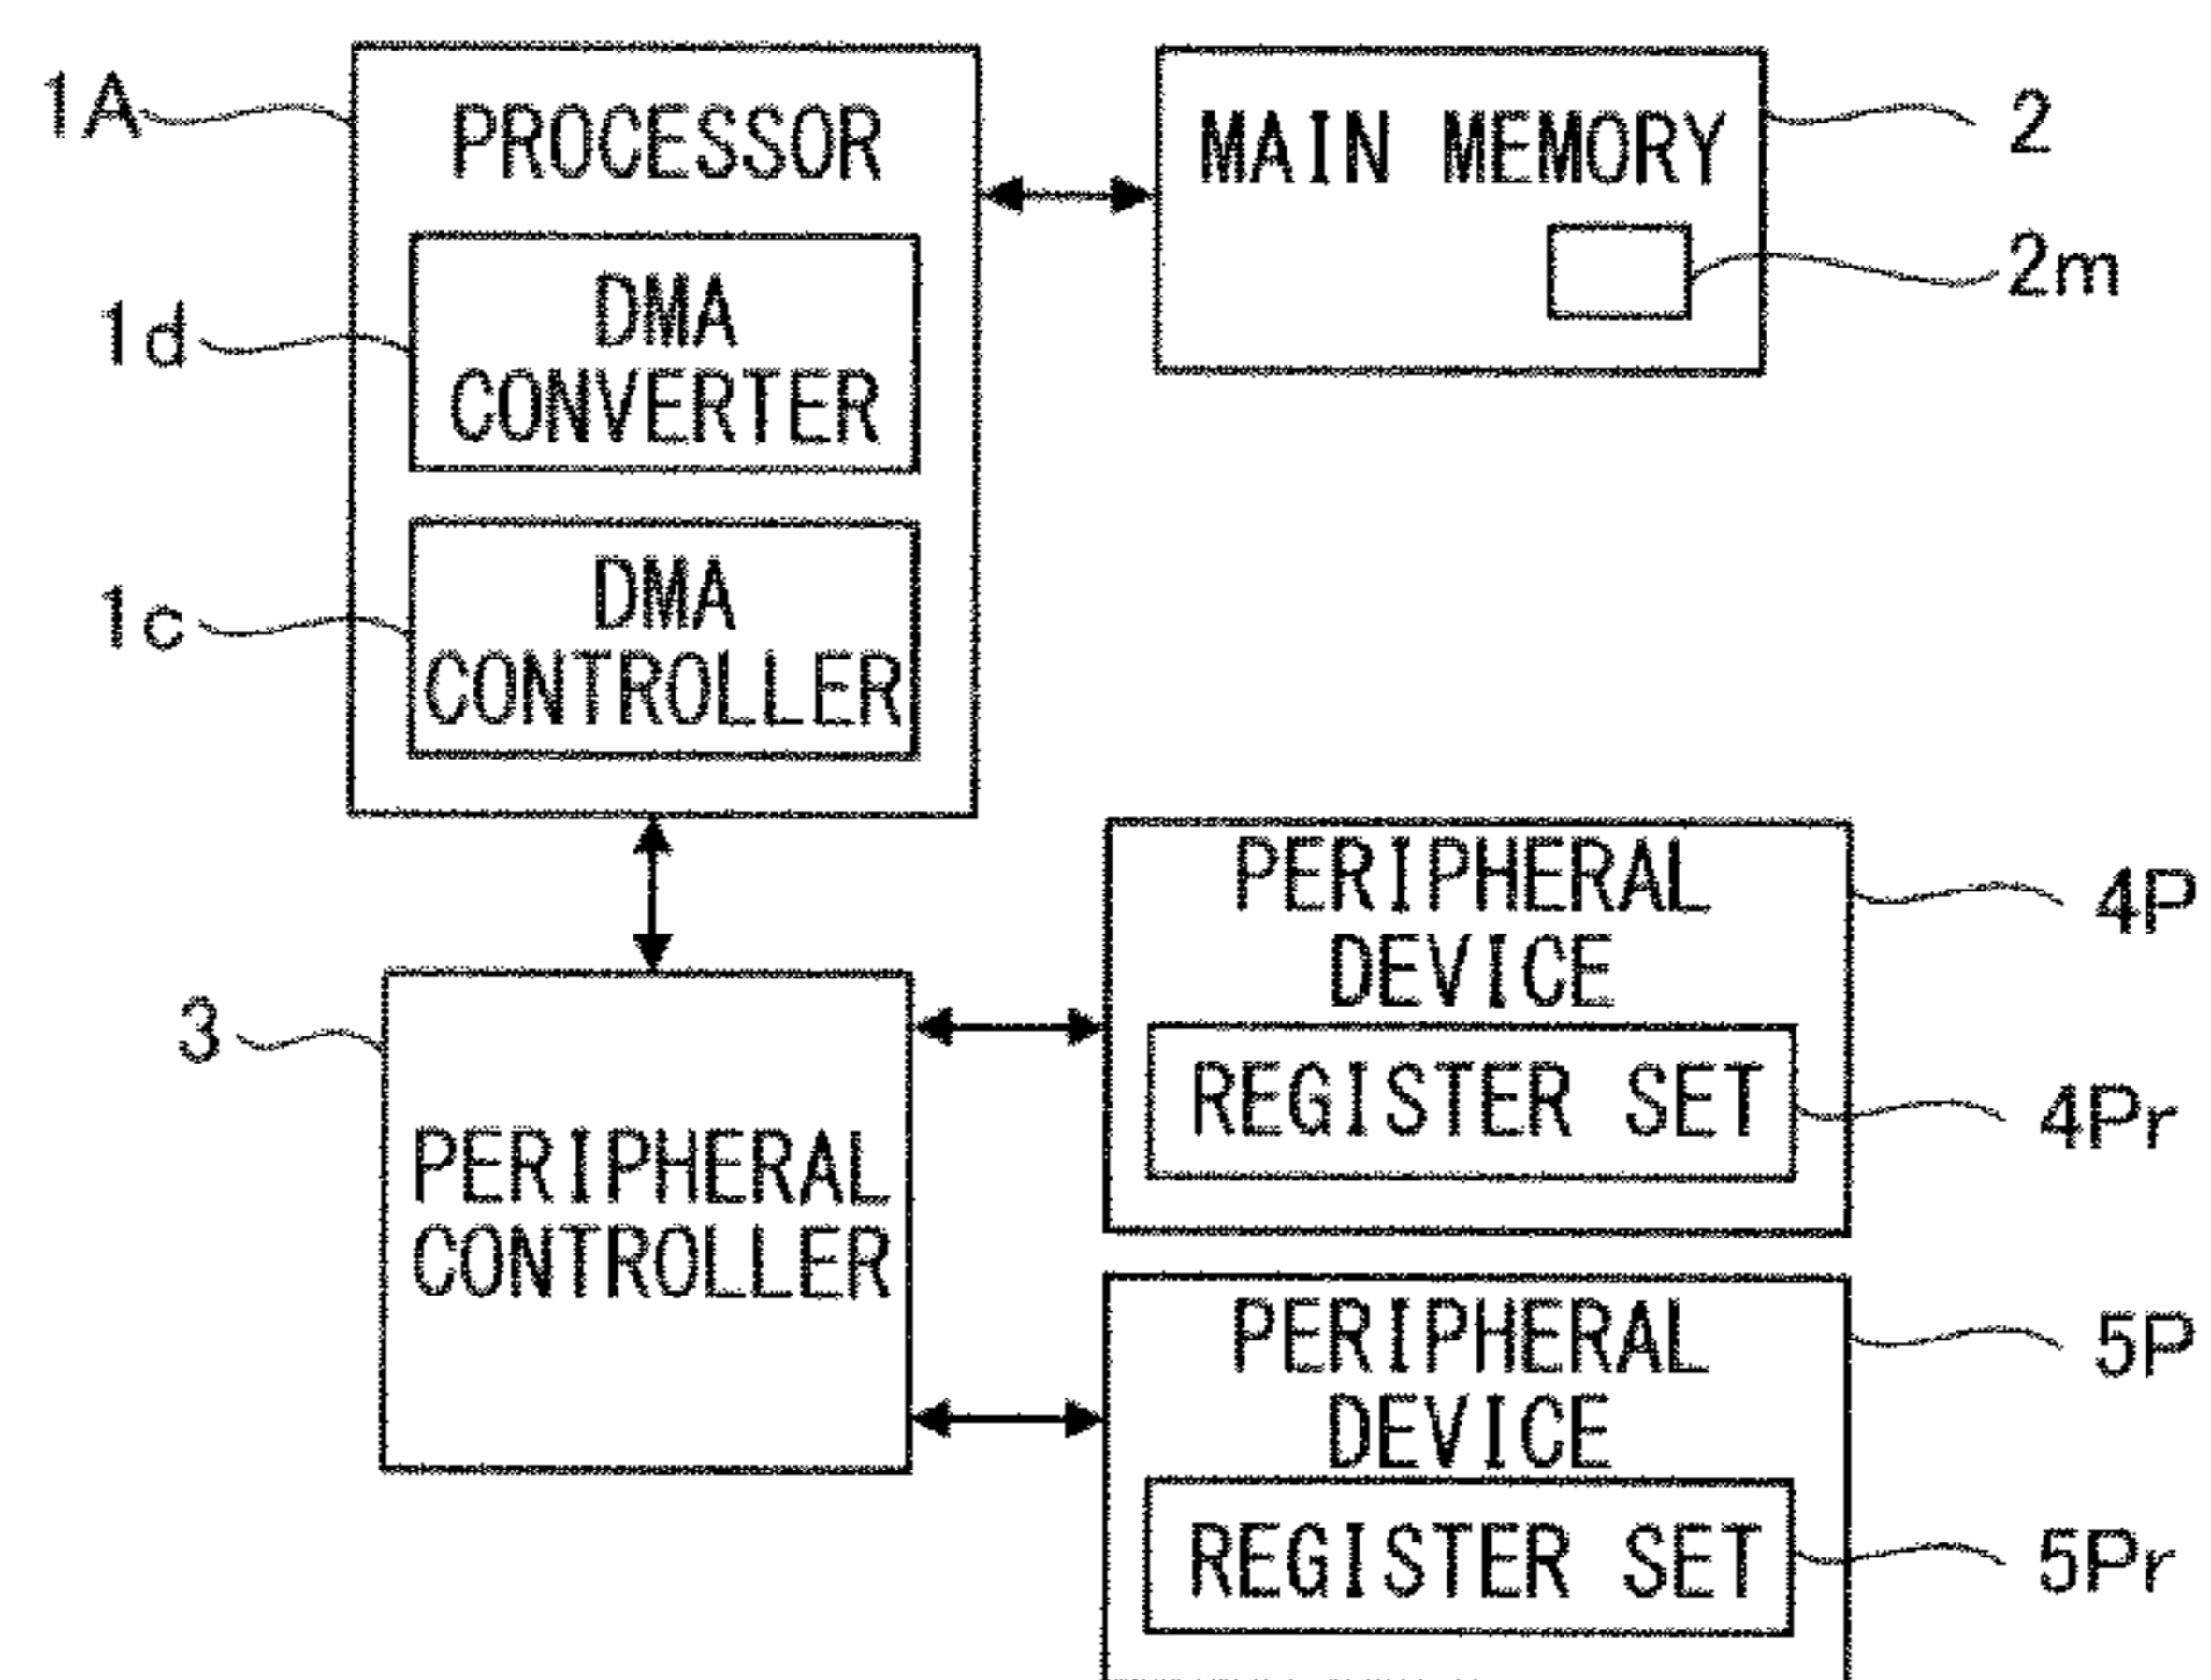 1A
PROCESSOR
MAIN MEMORY
2
2m
1d
DMA
CONVERTER
1c
DMA
CONTROLLER
3
PERIPHERAL
CONTROLLER
PERIPHERAL
DEVICE
4P
REGISTER SET
4Pr
PERIPHERAL
DEVICE
5P
REGISTER SET
5Pr